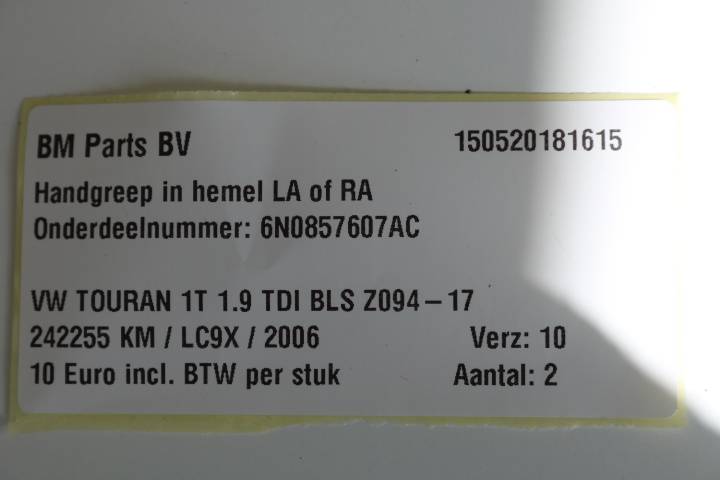 BM Parts BV 150520181615
Handgreep in hemel LA of RA
Onderdeelnummer: 6N0857607AC
VW TOURAN 1T 1.9 TDI BLS Z094-17
242255 KM / LC9X / 2006 Verz: 10
10 Euro incl. BTW per stuk Aantal: 2